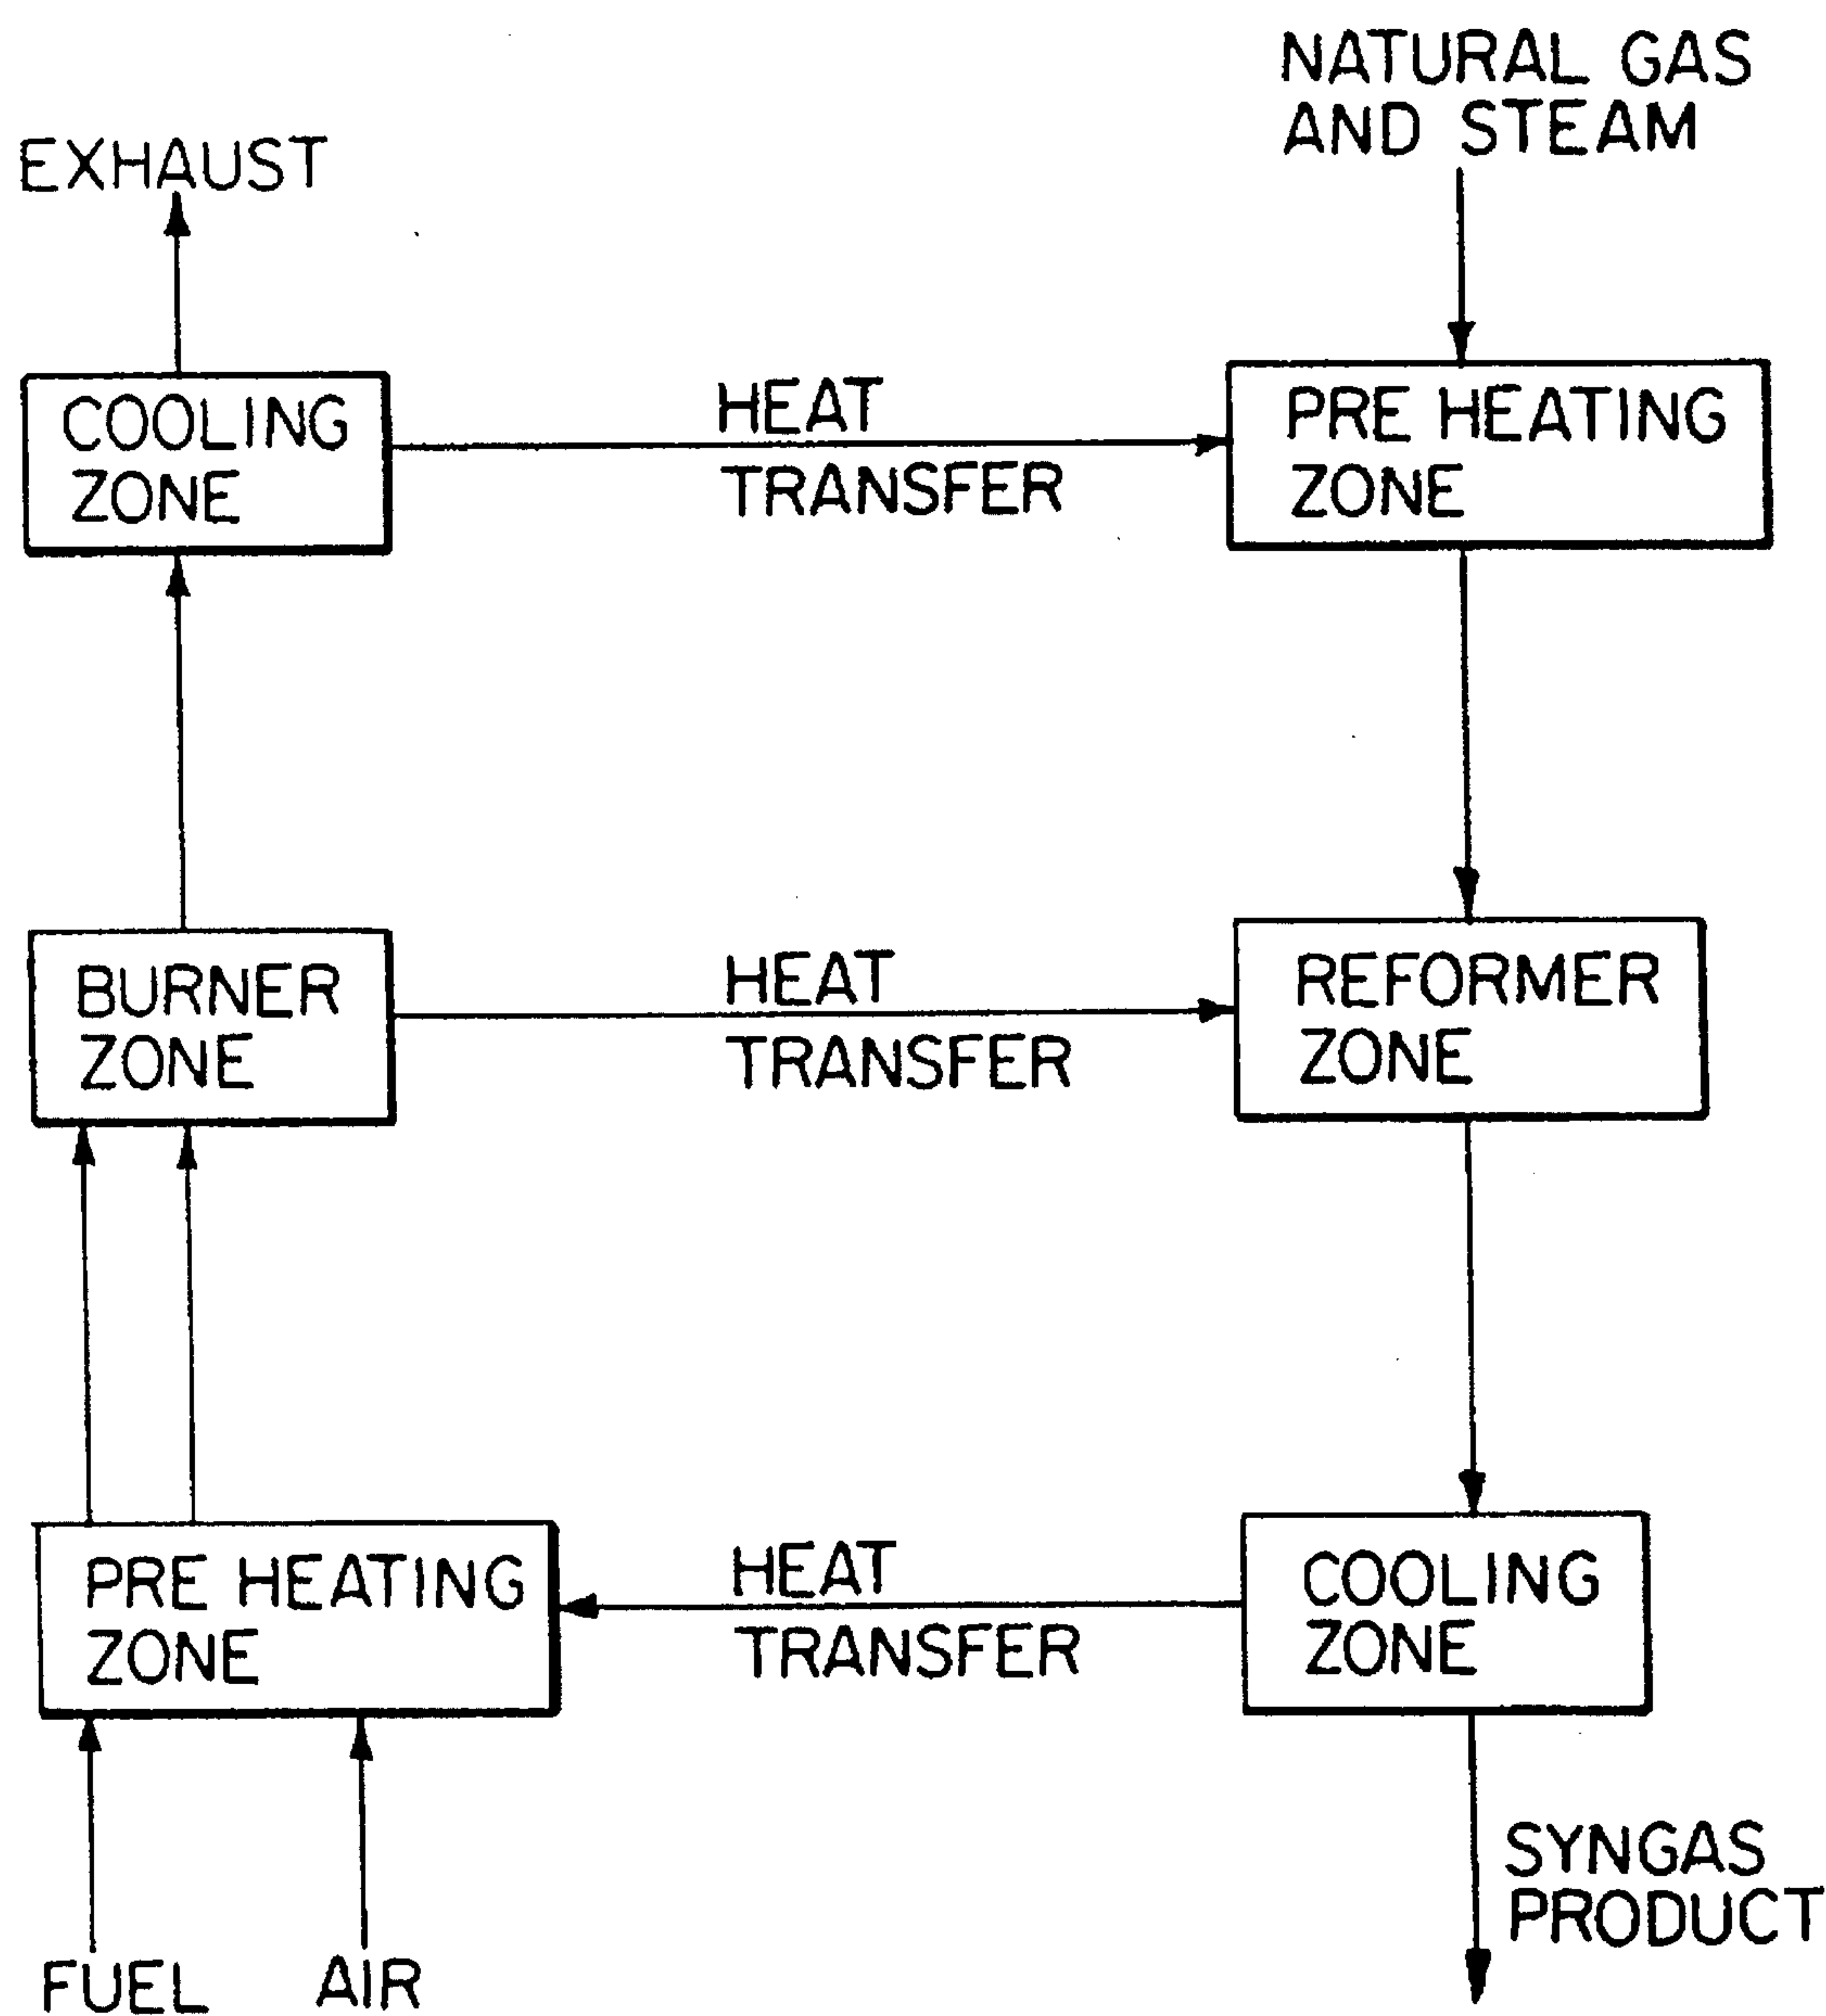 NATURAL GAS
AND STEAM
EXHAUST
COOLING
ZONE
HEAT
TRANSFER
PRE HEATING
ZONE
BURNER
ZONE
HEAT
TRANSFER
REFORMER
ZONE
PRE HEATING
ZONE
HEAT
TRANSFER
COOLING
ZONE
SYNGAS
PRODUCT
FUEL
AIR